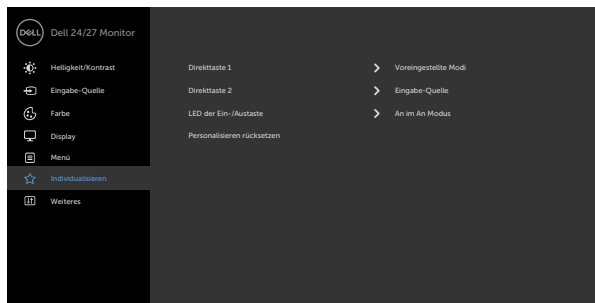 DELL Dell 24/27 Monitor
Helligkeit/Kontrast
Direkttaste 1 Voreingestellte Modi
Eingabe-Quelle
Direkttaste 2 Eingabe-Quelle
Farbe
LED der Ein-/Austaste An im An Modus
Display
Personalisieren rücksetzen
Menü
Individualisieren
Weiteres